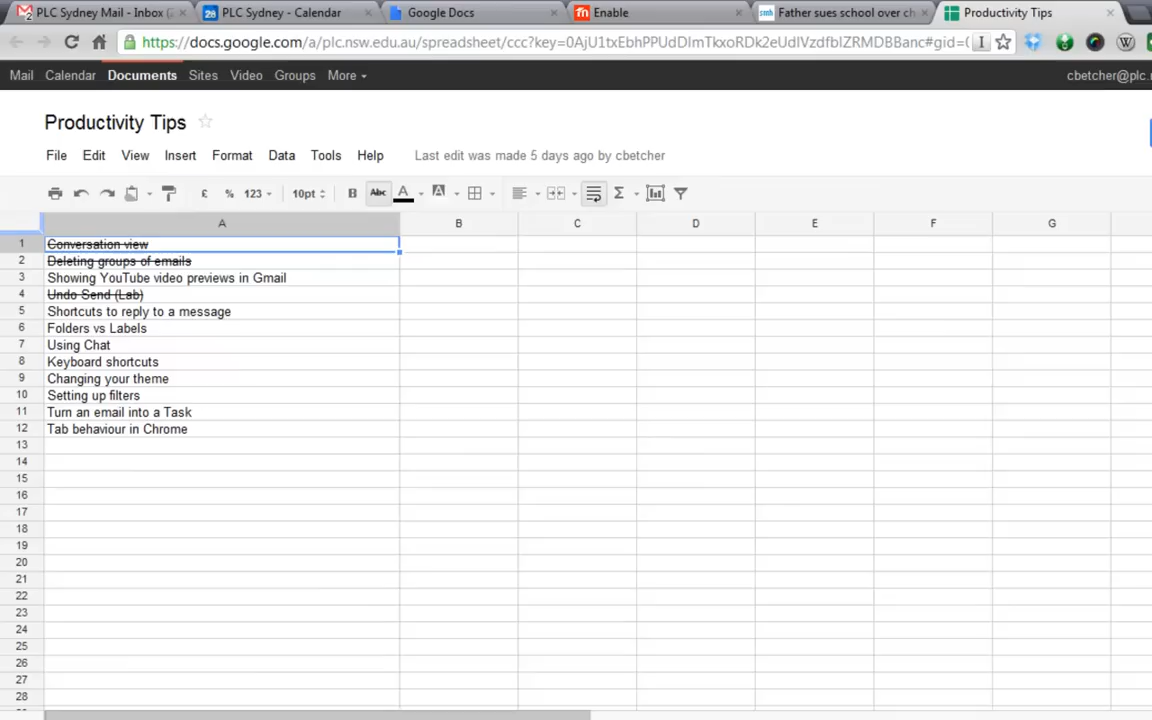 PLC Sydney Mail - Inbox
PLC Sydney - Calendar
Google Docs
Enable
Father sues school over ch
Productivity Tips
https://docs.google.com/a/plc.nsw.edu.au/spreadsheet/
Mail Calendar Documents Sites Video Groups More
cbetcher@plc.
Productivity Tips
File Edit View Insert Format Data Tools Help Last edit was made 5 days ago by cbetcher
£ % 123 10pt B Abc A A Σ
A B C D E F G
1 Conversation view
2 Deleting groups of emails
3 Showing YouTube video previews in Gmail
4 Undo Send (Lab)
5 Shortcuts to reply to a message
6 Folders vs Labels
7 Using Chat
8 Keyboard shortcuts
9 Changing your theme
10 Setting up filters
11 Turn an email into a Task
12 Tab behaviour in Chrome
13
14
15
16
17
18
19
20
21
22
23
24
25
26
27
28